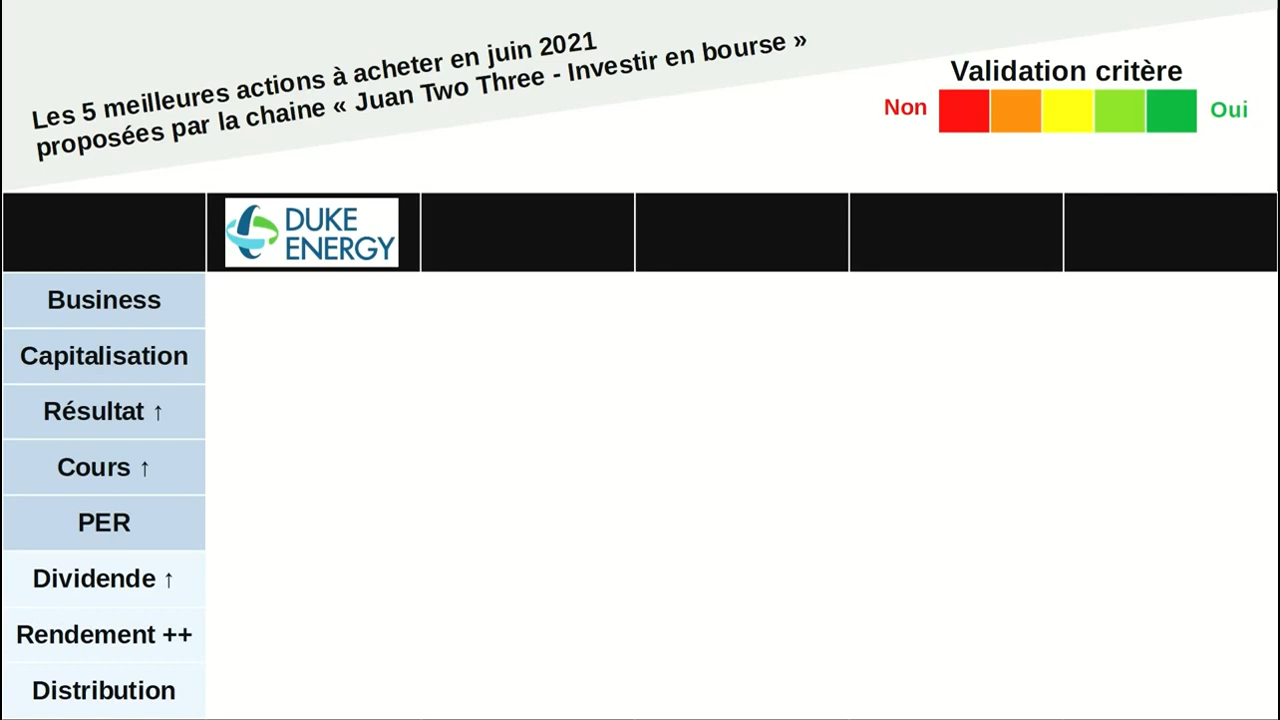 Les 5 meilleures actions à acheter en juin 2021
proposées par la chaine « Juan Two Three - Investir en bourse »
Validation critère
Non
Oui
DUKE
ENERGY
Business
Capitalisation
Résultat ↑
Cours ↑
PER
Dividende ↑
Rendement ++
Distribution